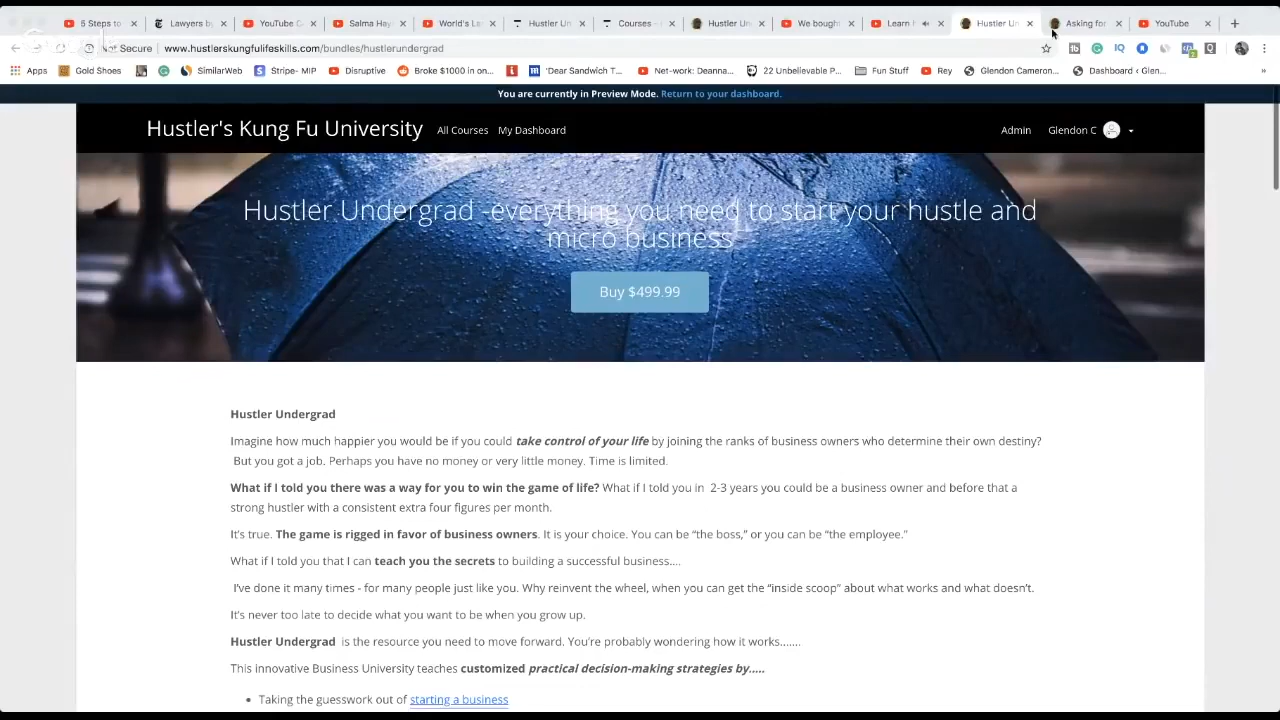 6 Steps to
Lawyers by
YouTube C
Salma Hay
World's La
Hustler Un
Courses
Hustler Un
We bought
Learn
Hustler Un
Asking for
YouTube
Not Secure
www.hustlerskungfulifeskills.com/bundles/hustlerundergrad
Apps
Gold Shoes
SimilarWeb
Stripe- MIP
Disruptive
Broke $1000 in on...
'Dear Sandwich T...
Net-work: Deanna...
22 Unbelievable P...
Fun Stuff
Rey
Glendon Cameron...
Dashboard ‹ Glen...
»
You are currently in Preview Mode. Return to your dashboard.
Hustler's Kung Fu University
All Courses
My Dashboard
Admin
Glendon C
Hustler Undergrad -everything you need to start your hustle and
micro business
Buy $499.99
Hustler Undergrad
Imagine how much happier you would be if you could take control of your life by joining the ranks of business owners who determine their own destiny?
But you got a job. Perhaps you have no money or very little money. Time is limited.
What if I told you there was a way for you to win the game of life? What if I told you in 2-3 years you could be a business owner and before that a
strong hustler with a consistent extra four figures per month.
It's true. The game is rigged in favor of business owners. It is your choice. You can be “the boss,” or you can be “the employee.”
What if I told you that I can teach you the secrets to building a successful business....
I've done it many times - for many people just like you. Why reinvent the wheel, when you can get the “inside scoop” about what works and what doesn't.
It's never too late to decide what you want to be when you grow up.
Hustler Undergrad is the resource you need to move forward. You're probably wondering how it works.......
This innovative Business University teaches customized practical decision-making strategies by.....
• Taking the guesswork out of starting a business